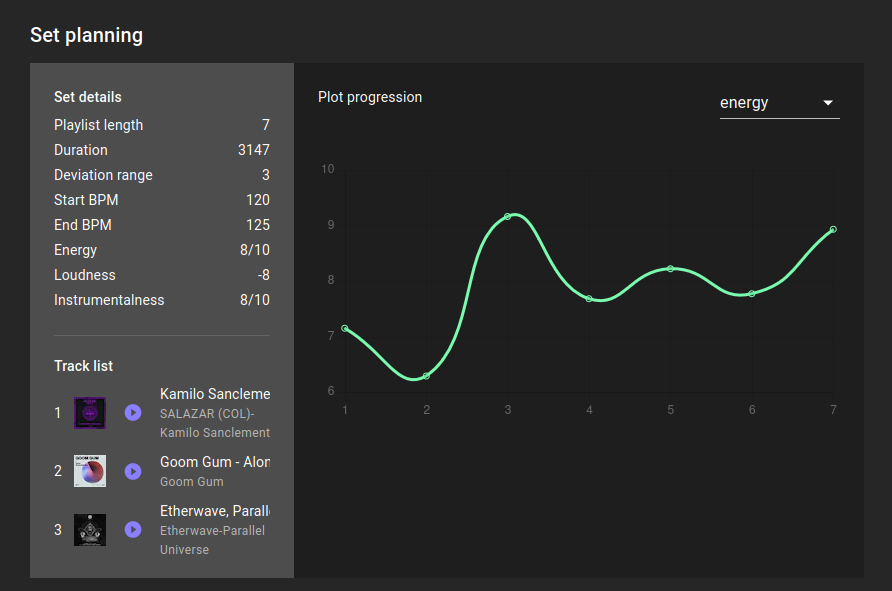 Set planning
Set details
Playlist length 7
Duration 3147
Deviation range 3
Start BPM 120
End BPM 125
Energy 8/10
Loudness -8
Instrumentalness 8/10
Track list
1
Kamilo Sancleme
SALAZAR (COL)-
Kamilo Sanclement
2
GOOM GUM
Goom Gum - Alon
Goom Gum
3
Etherwave, Parall
Etherwave-Parallel
Universe
Plot progression
energy
10
9
8
7
6
1 2 3 4 5 6 7